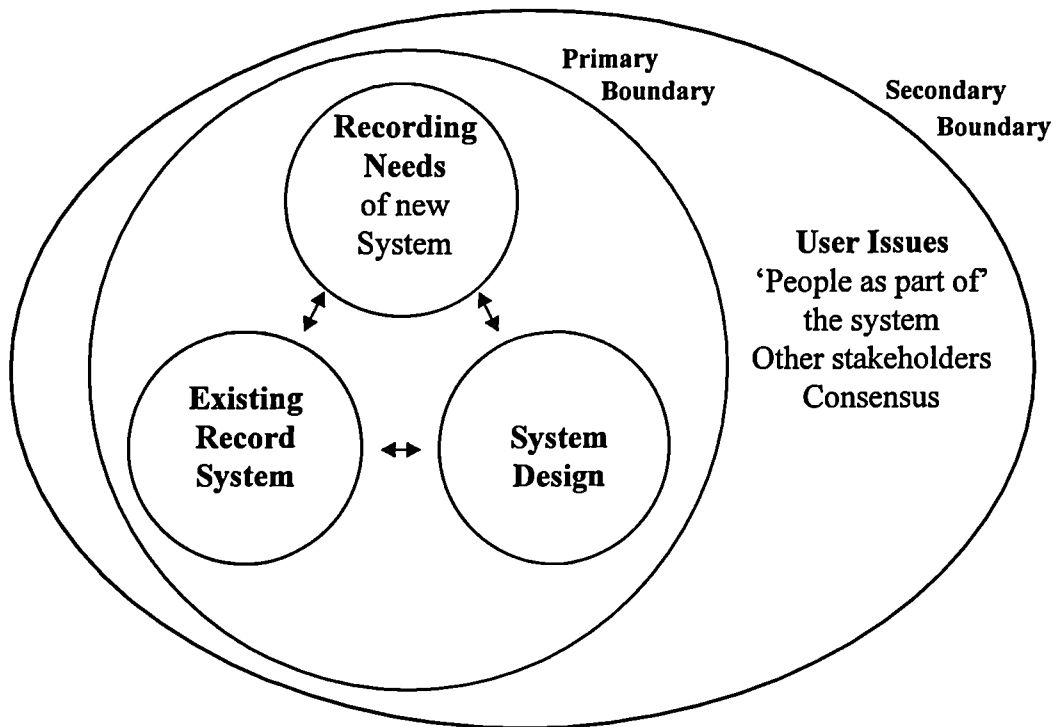 Primary
Boundary
Secondary
Boundary
Recording
Needs
of new
System
User Issues
‘People as part of’
the system
Other stakeholders
Consensus
Existing
Record
System
System
Design